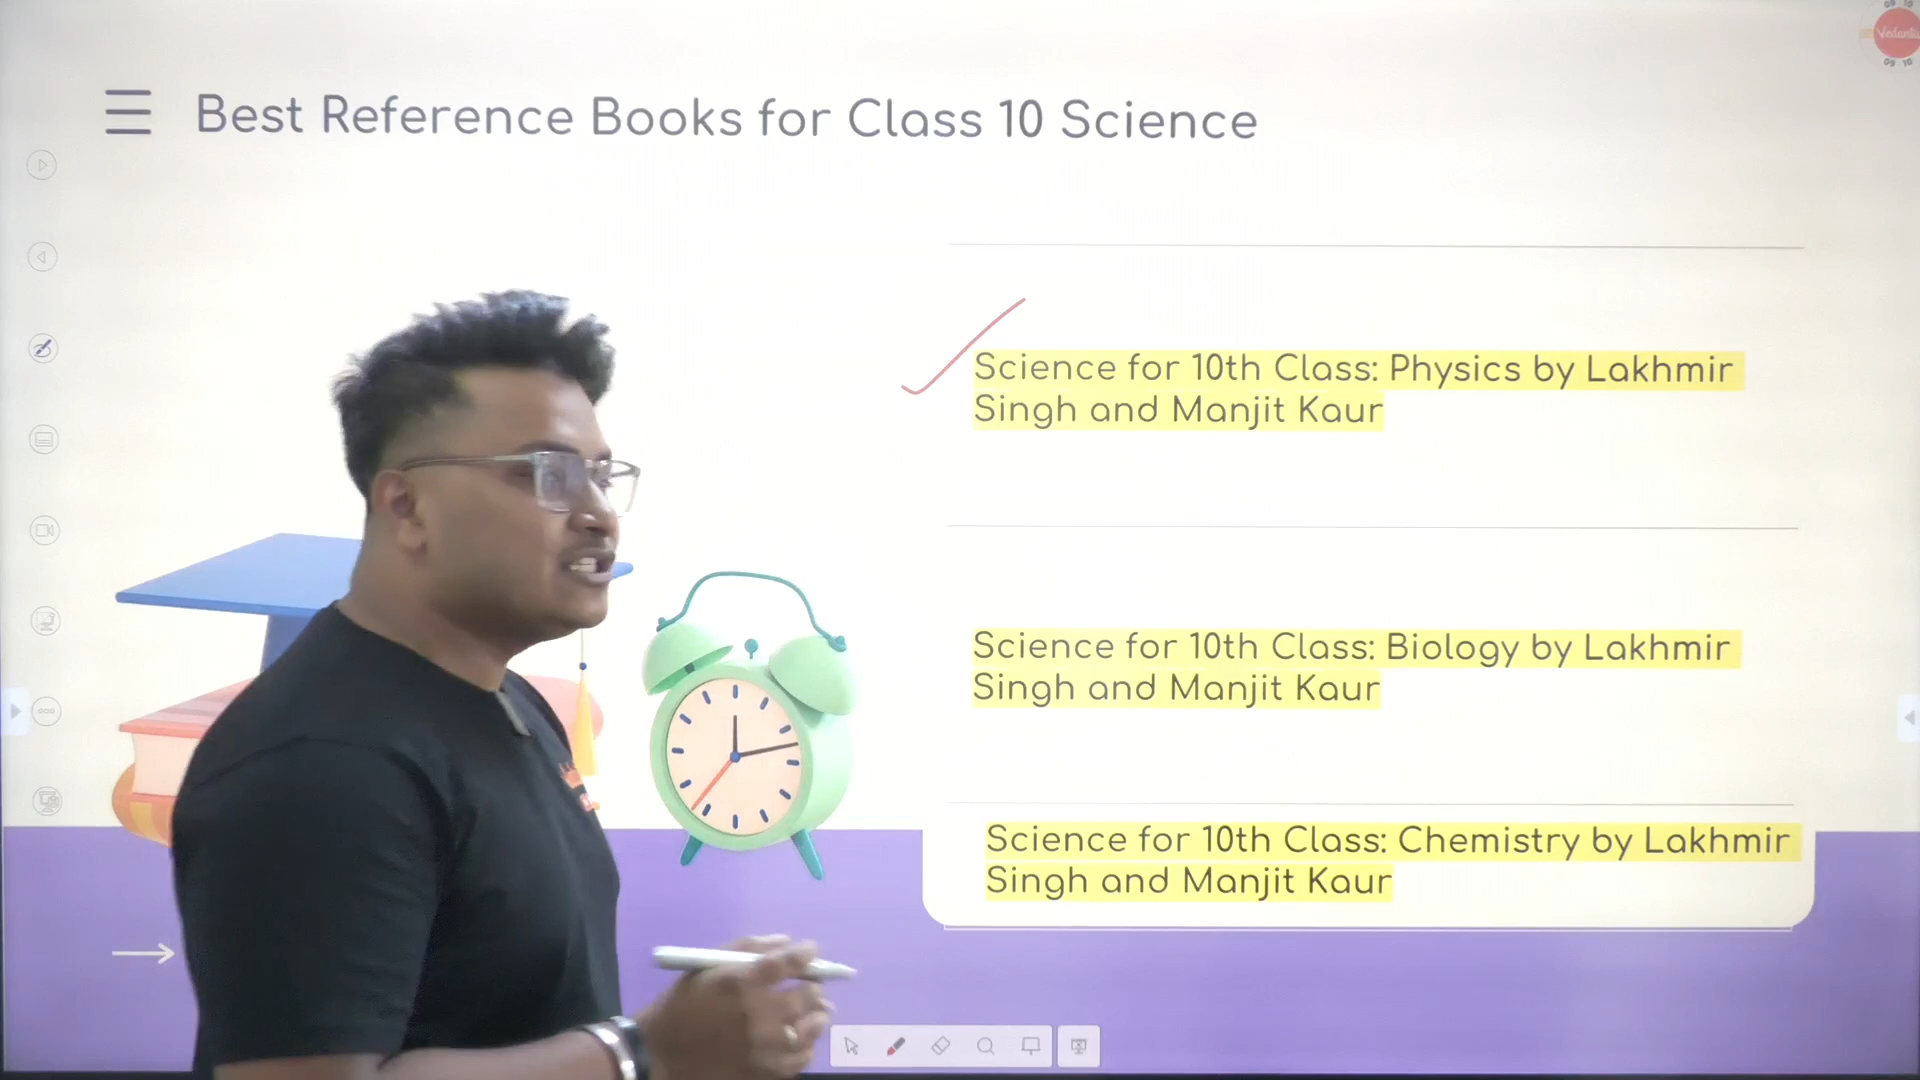 Best Reference Books for Class 10 Science
Vedantu
Science for 10th Class: Physics by Lakhmir
Singh and Manjit Kaur
Science for 10th Class: Biology by Lakhmir
Singh and Manjit Kaur
Science for 10th Class: Chemistry by Lakhmir
Singh and Manjit Kaur